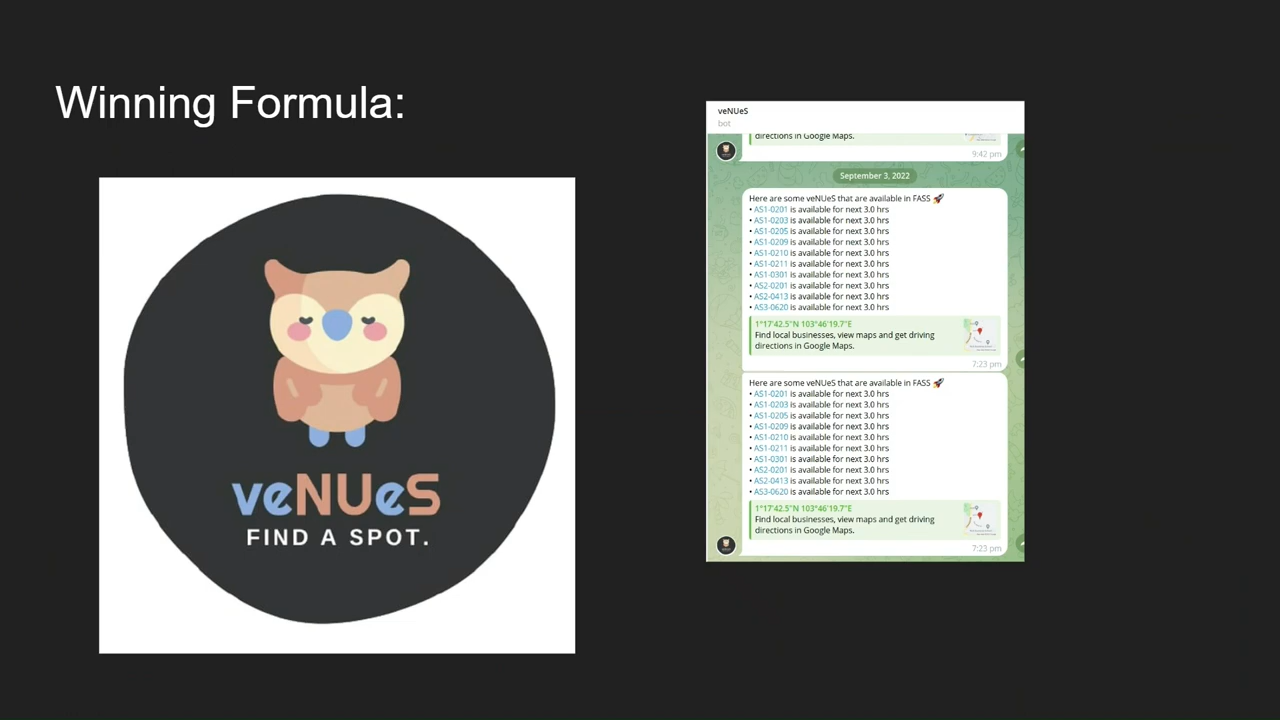 Winning Formula:
veNUeS
FIND A SPOT.
veNUeS
bot
directions in Google Maps.
9:42 pm
September 3, 2022
Here are some veNUeS that are available in FASS 🚀
• AS1-0201 is available for next 3.0 hrs
• AS1-0203 is available for next 3.0 hrs
• AS1-0205 is available for next 3.0 hrs
• AS1-0209 is available for next 3.0 hrs
• AS1-0210 is available for next 3.0 hrs
• AS1-0211 is available for next 3.0 hrs
• AS1-0301 is available for next 3.0 hrs
• AS2-0201 is available for next 3.0 hrs
• AS2-0413 is available for next 3.0 hrs
• AS3-0620 is available for next 3.0 hrs
1°17'42.5"N 103°46'19.7"E
Find local businesses, view maps and get driving
directions in Google Maps.
7:23 pm
Here are some veNUeS that are available in FASS 🚀
• AS1-0201 is available for next 3.0 hrs
• AS1-0203 is available for next 3.0 hrs
• AS1-0205 is available for next 3.0 hrs
• AS1-0209 is available for next 3.0 hrs
• AS1-0210 is available for next 3.0 hrs
• AS1-0211 is available for next 3.0 hrs
• AS1-0301 is available for next 3.0 hrs
• AS2-0201 is available for next 3.0 hrs
• AS2-0413 is available for next 3.0 hrs
• AS3-0620 is available for next 3.0 hrs
1°17'42.5"N 103°46'19.7"E
Find local businesses, view maps and get driving
directions in Google Maps.
7:23 pm